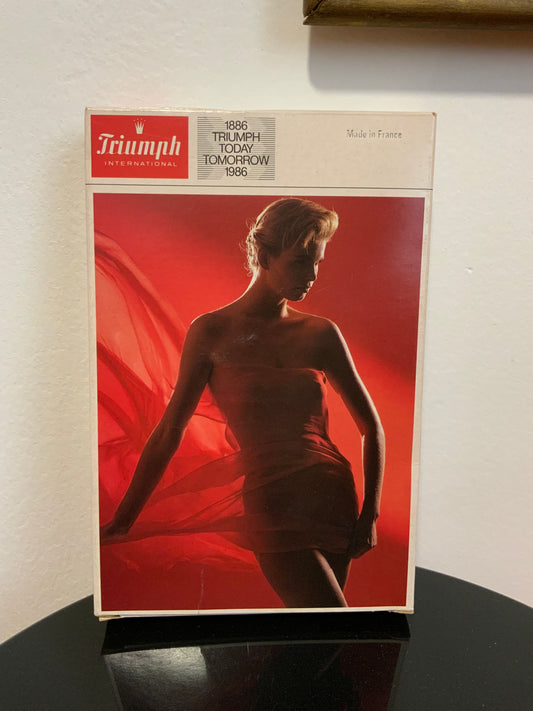 Triumph
INTERNATIONAL
1886
TRIUMPH
TODAY
TOMORROW
1986
Made in France